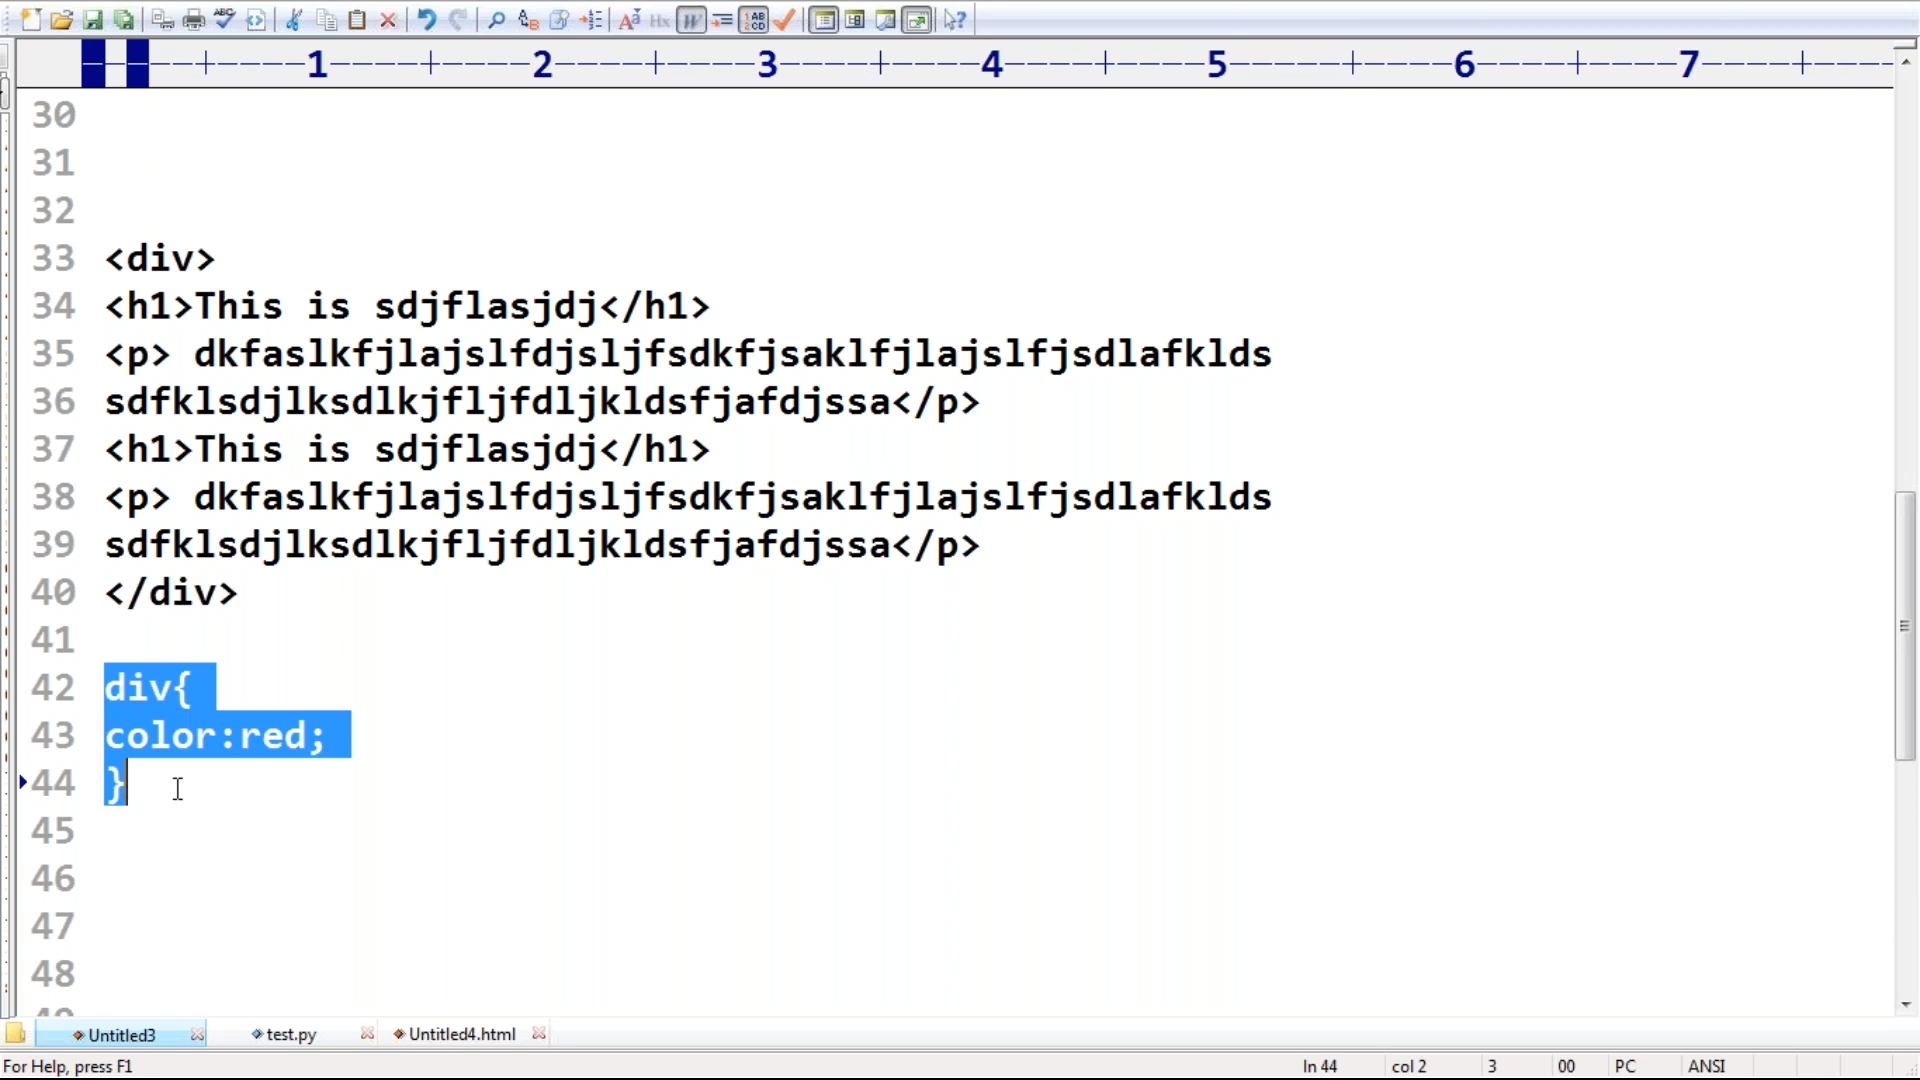 1 2 3 4 5 6 7
30
31
32
33 <div>
34 <h1>This is sdjflasjdj</h1>
35 <p> dkfaslkfjlajslfdjsljfsdkfjsaklfjlajslfjsdlafklds
36 sdfklsdjlksdlkjfljfdljkldsfjafdjssa</p>
37 <h1>This is sdjflasjdj</h1>
38 <p> dkfaslkfjlajslfdjsljfsdkfjsaklfjlajslfjsdlafklds
39 sdfklsdjlksdlkjfljfdljkldsfjafdjssa</p>
40 </div>
41
42 div{
43 color:red;
44 }
45
46
47
48
Untitled3 test.py Untitled4.html
For Help, press F1 ln 44 col 2 3 00 PC ANSI